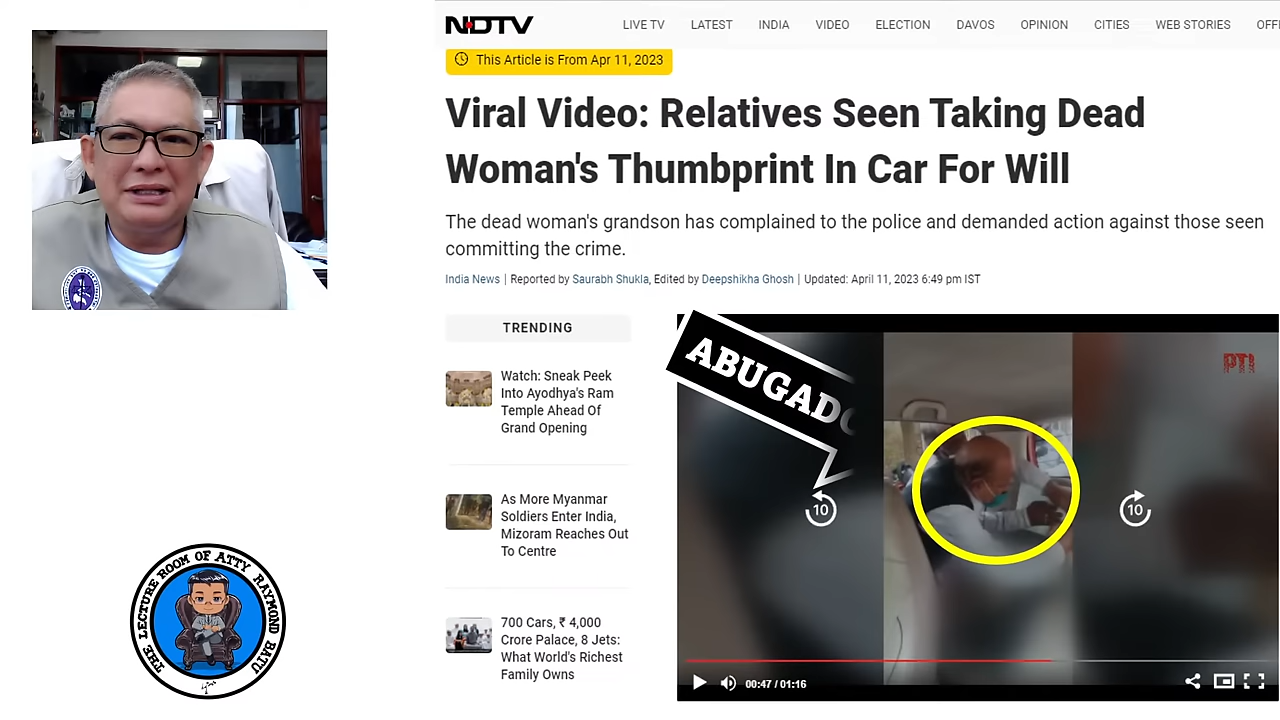 NDTV
LIVE TV LATEST INDIA VIDEO ELECTION DAVOS OPINION CITIES WEB STORIES OFF
This Article is From Apr 11, 2023
Viral Video: Relatives Seen Taking Dead
Woman's Thumbprint In Car For Will
The dead woman's grandson has complained to the police and demanded action against those seen
committing the crime.
India News | Reported by Saurabh Shukla, Edited by Deepshikha Ghosh | Updated: April 11, 2023 6:49 pm IST
TRENDING
Watch: Sneak Peek
Into Ayodhya's Ram
Temple Ahead Of
Grand Opening
As More Myanmar
Soldiers Enter India,
Mizoram Reaches Out
To Centre
700 Cars, ₹ 4,000
Crore Palace, 8 Jets:
What World's Richest
Family Owns
ABUGADO
PTI
10
10
00:47 / 01:16
THE LECTURE ROOM OF ATTY RAYMOND BATU